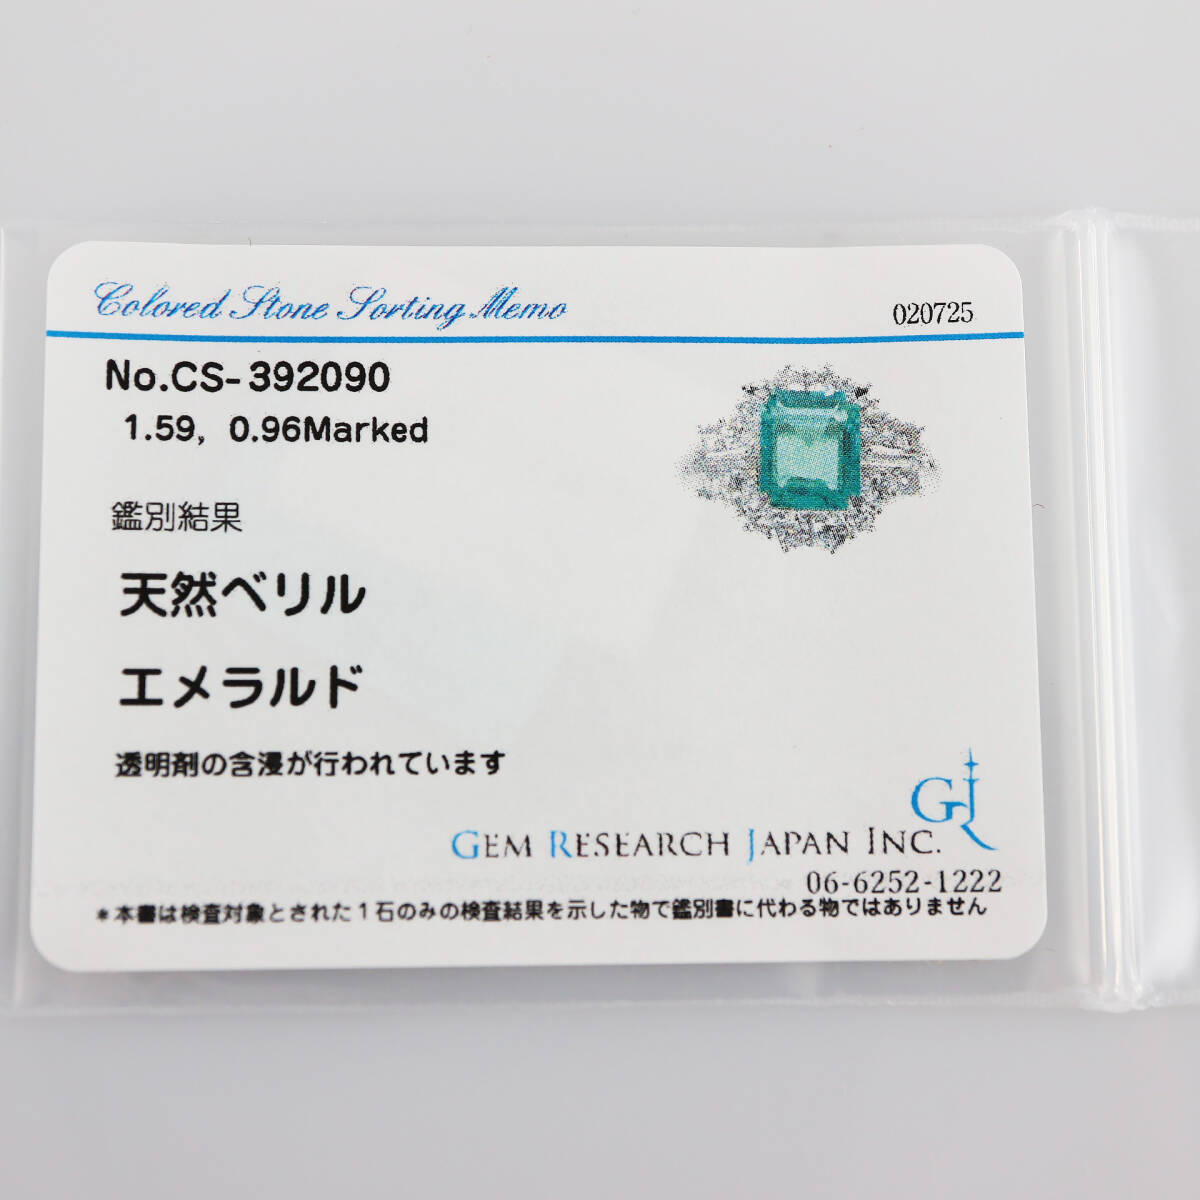 Colored Stone Sorting Memo
020725
No.CS-392090
1.59, 0.96Marked
鑑別結果
天然ベリル
エメラルド
透明剤の含浸が行われています
GJ
GEM RESEARCH JAPAN INC.
06-6252-1222
*本書は検査対象とされた1石のみの検査結果を示した物で鑑別書に代わる物ではありません